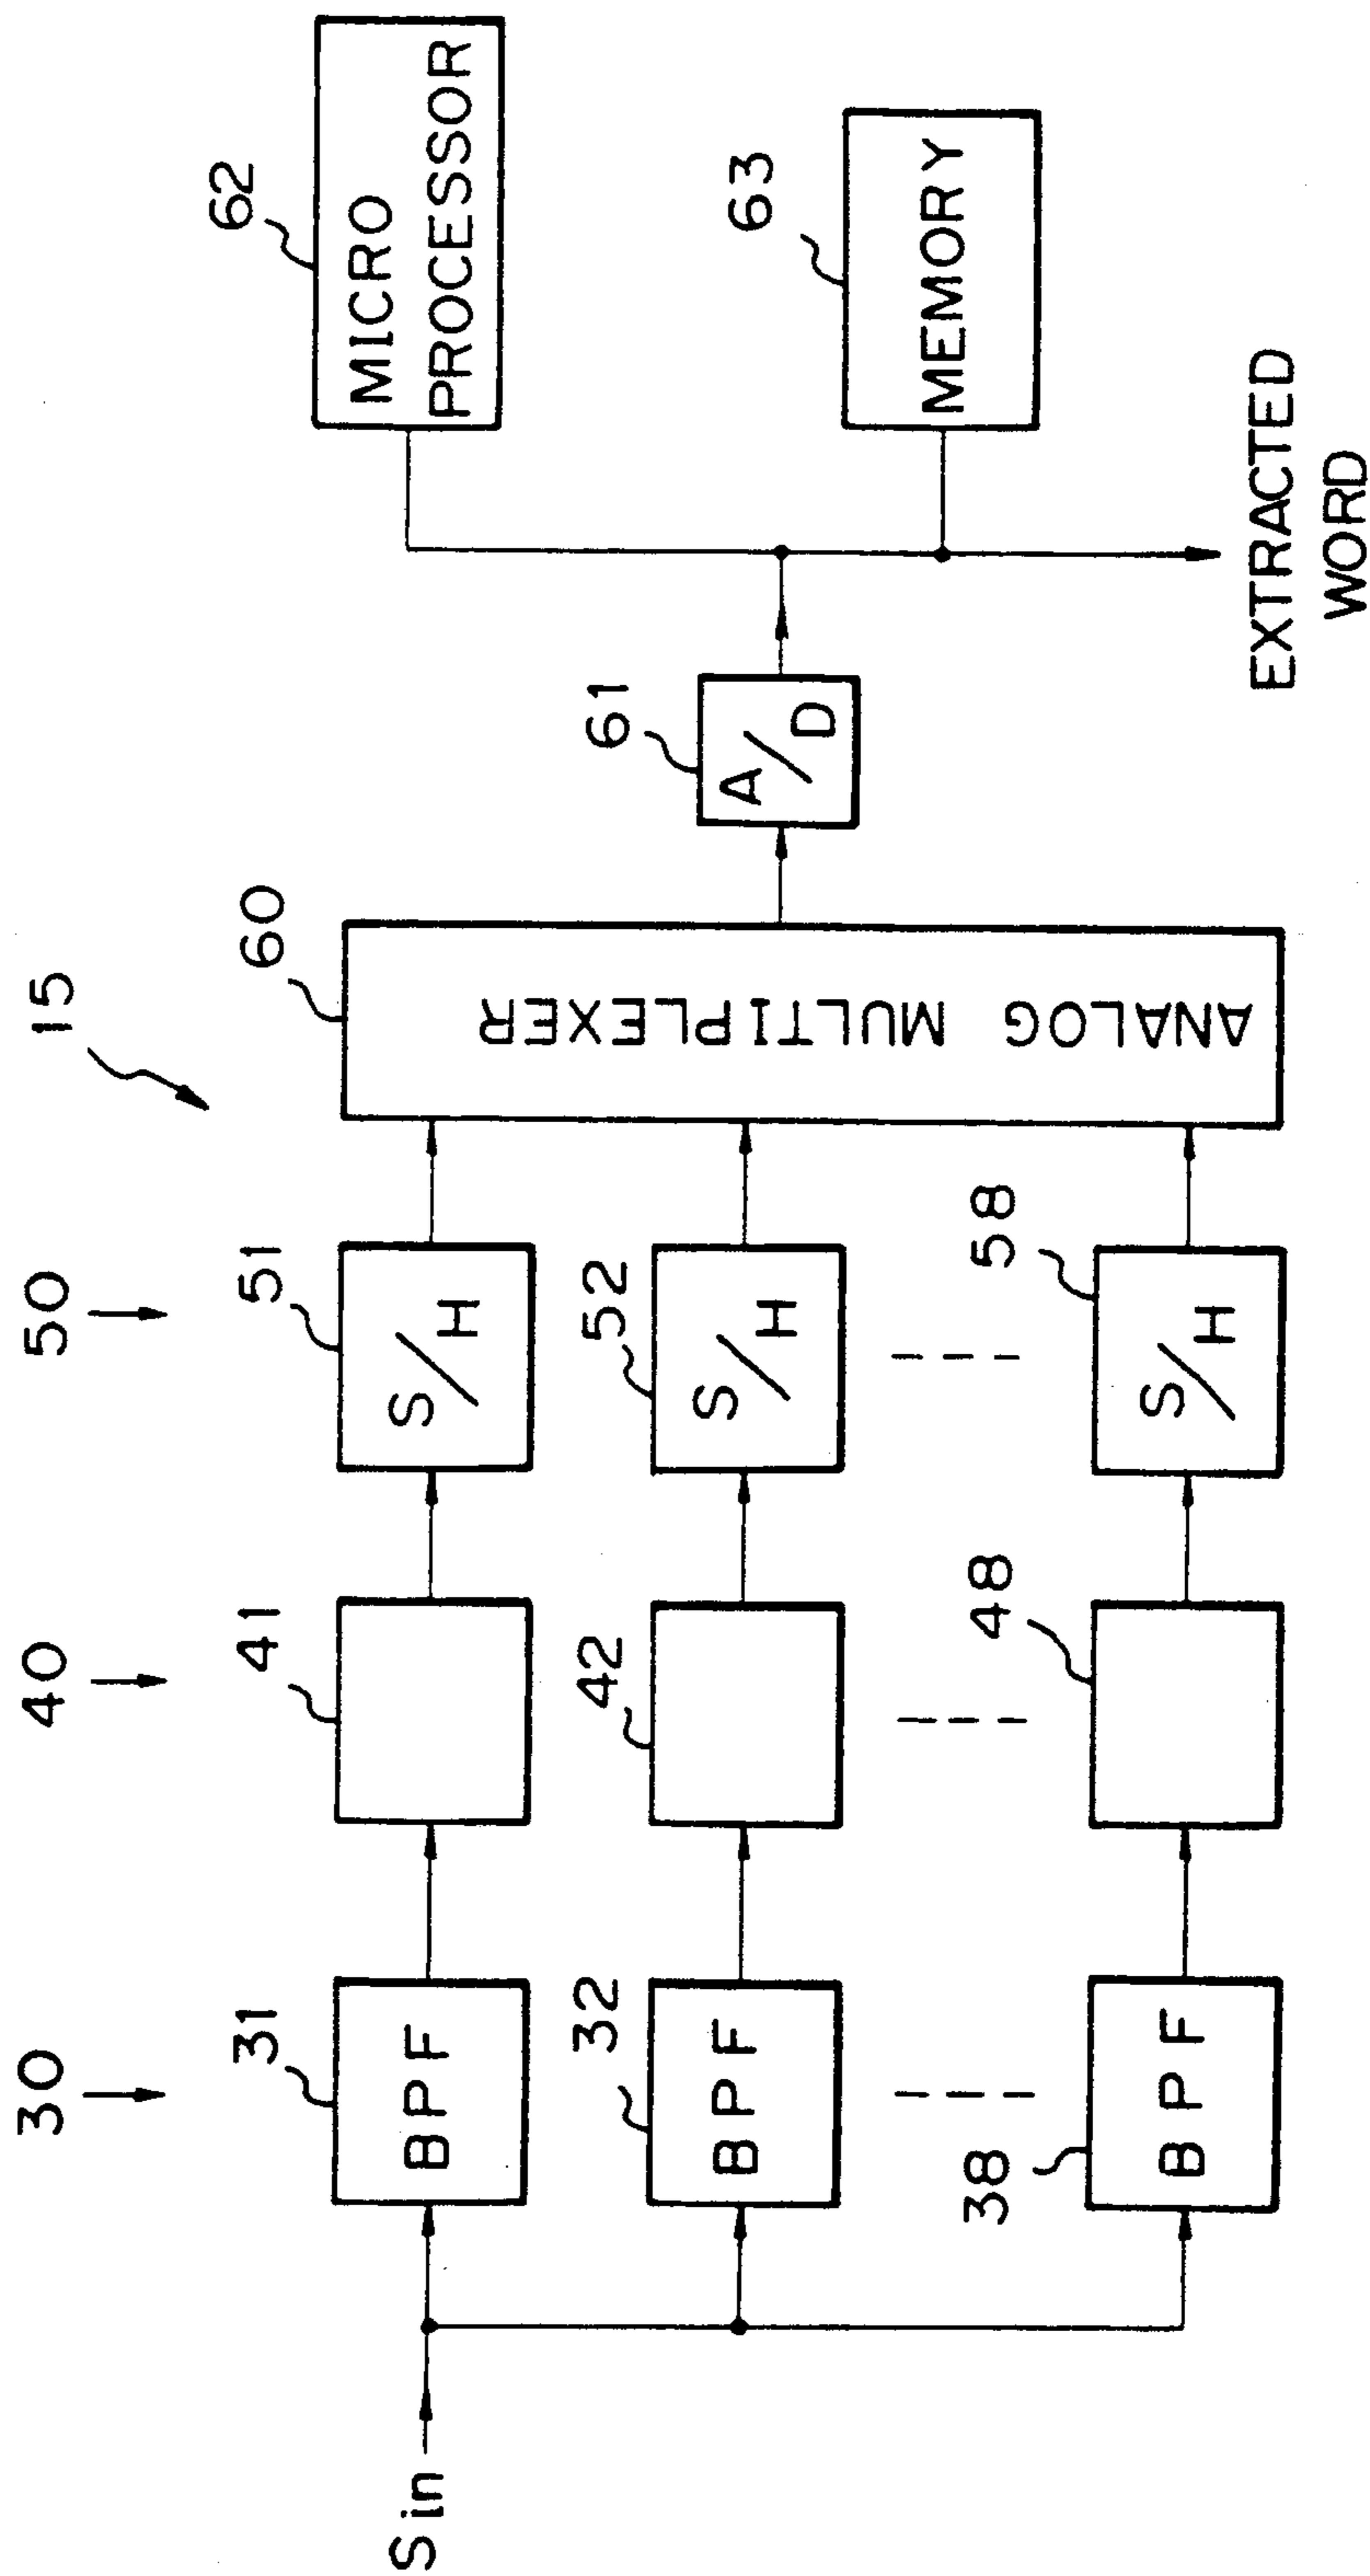 15
30
40
50
31
41
51
60
62
BPF
S/H
MICRO
PROCESSOR
Sin
32
42
52
61
BPF
S/H
A/D
ANALOG MULTIPLEXER
63
MEMORY
38
48
58
BPF
S/H
EXTRACTED
WORD